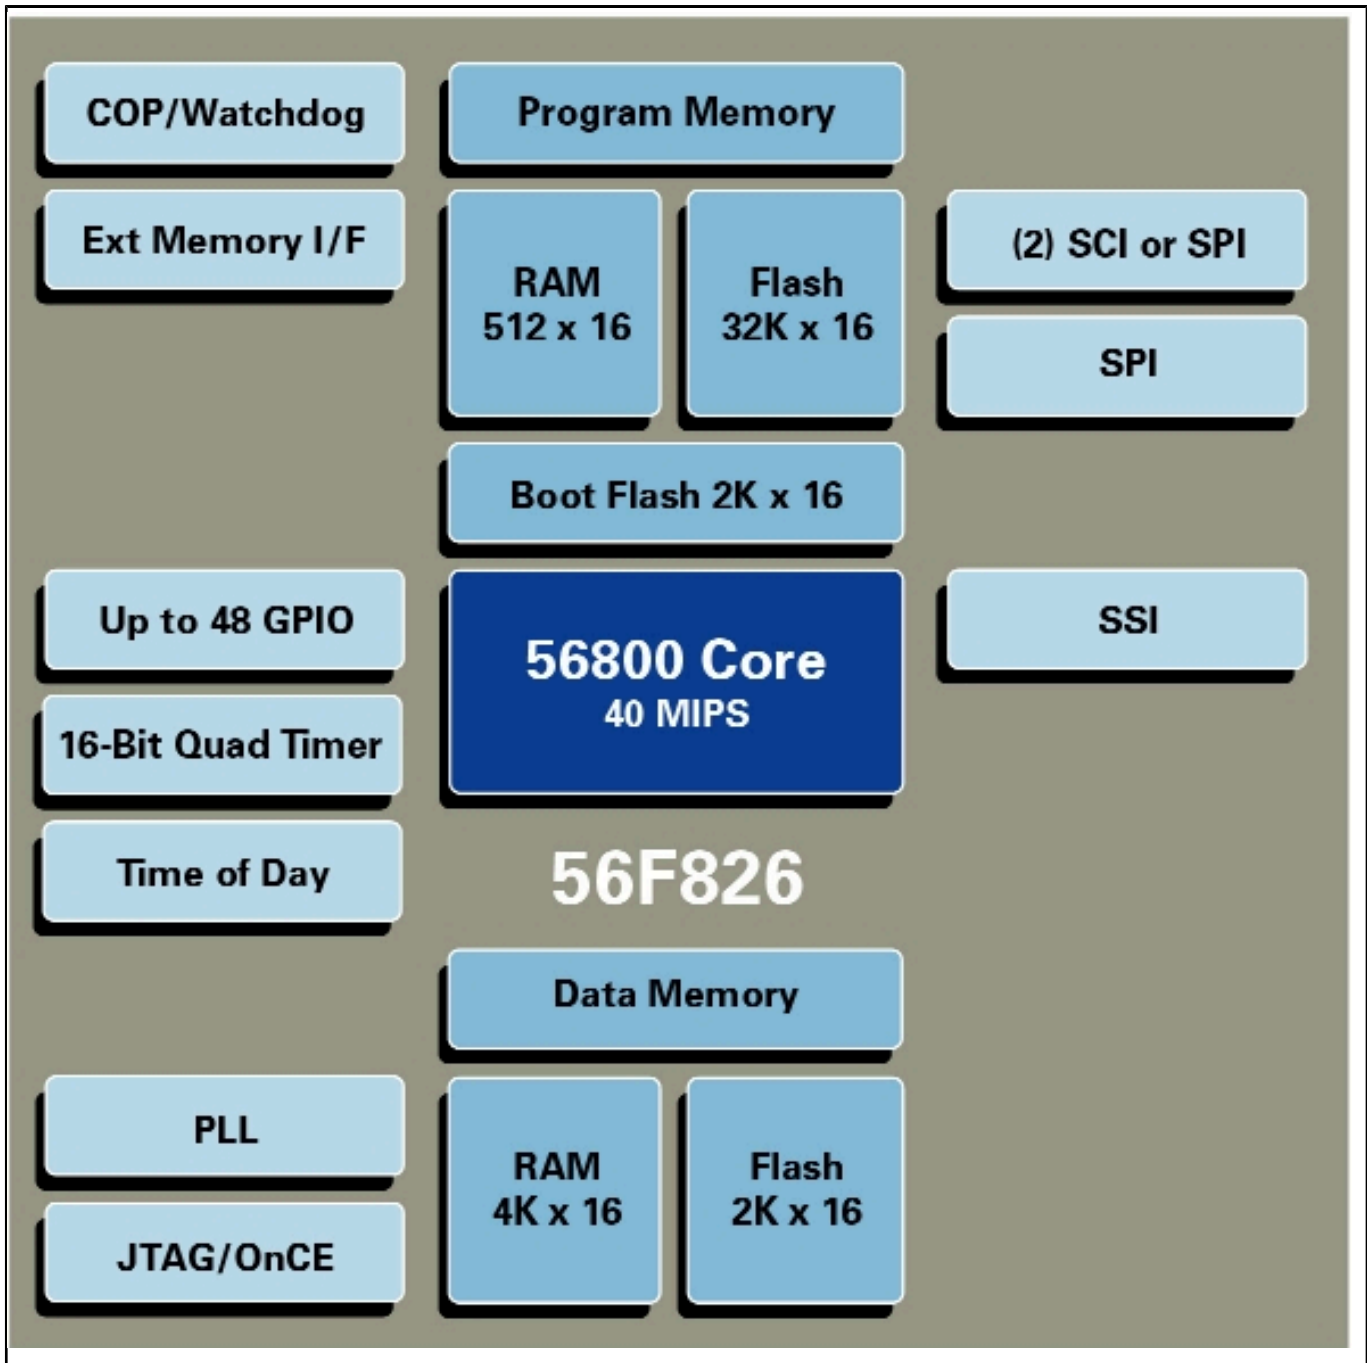 COP/Watchdog
Ext Memory I/F
Program Memory
RAM
512 x 16
Flash
32K x 16
(2) SCI or SPI
SPI
Boot Flash 2K x 16
Up to 48 GPIO
16-Bit Quad Timer
Time of Day
56800 Core
40 MIPS
SSI
56F826
Data Memory
PLL
JTAG/OnCE
RAM
4K x 16
Flash
2K x 16